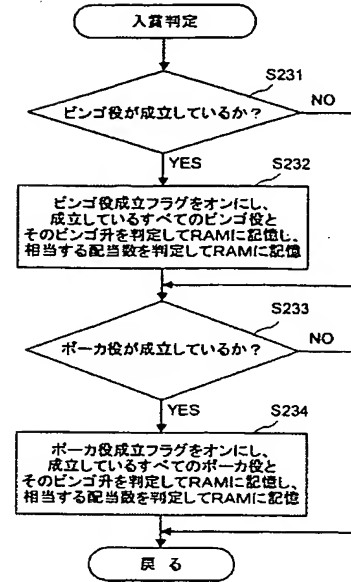 入賞判定
S231
ビンゴ役が成立しているか？
NO
YES
S232
ビンゴ役成立フラグをオンにし、
成立しているすべてのビンゴ役と
そのビンゴ升を判定してRAMに記憶し、
相当する配当数を判定してRAMに記憶
S233
ポーカ役が成立しているか？
NO
YES
S234
ポーカ役成立フラグをオンにし、
成立しているすべてのポーカ役と
そのビンゴ升を判定してRAMに記憶し、
相当する配当数を判定してRAMに記憶
戻 る